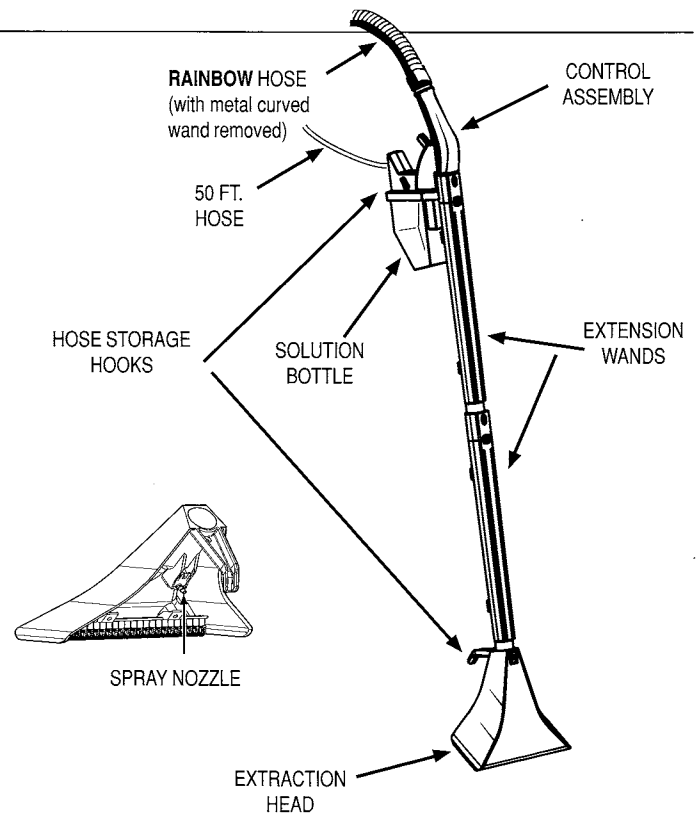 RAINBOW HOSE
(with metal curved
wand removed)
CONTROL
ASSEMBLY
50 FT.
HOSE
HOSE STORAGE
HOOKS
SOLUTION
BOTTLE
EXTENSION
WANDS
SPRAY NOZZLE
EXTRACTION
HEAD